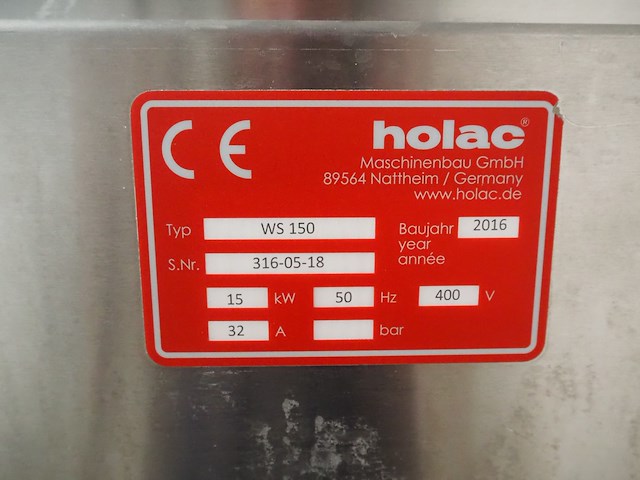 CE holac®
Maschinenbau GmbH
89564 Nattheim / Germany
www.holac.de
Typ WS 150 Baujahr 2016
year
année
S.Nr. 316-05-18
15 kW 50 Hz 400 V
32 A bar